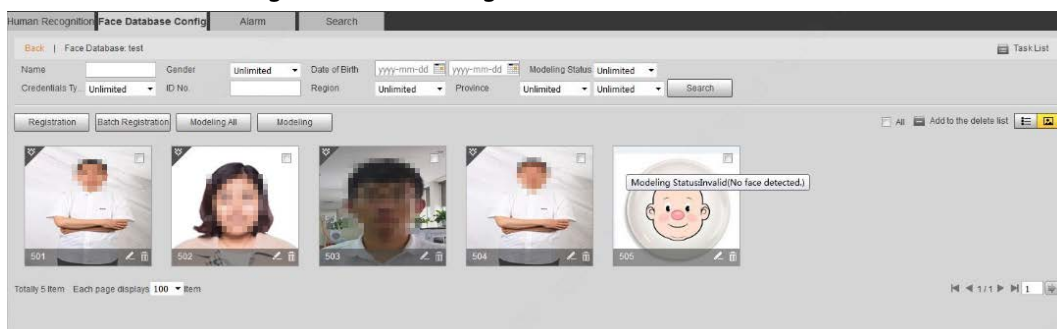 Human Recognition Face Database Config Alarm Search
Back | Face Database: test Task List
Name Gender Unlimited Date of Birth yyyy-mm-dd yyyy-mm-dd Modeling Status Unlimited
Credentials Ty... Unlimited ID No. Region Unlimited Province Unlimited Unlimited Search
Registration Batch Registration Modeling All Modeling All Add to the delete list
Modeling Status:Invalid(No face detected.)
501 502 503 504 505
Totally 5 Item Each page displays 100 Item 1/1 1